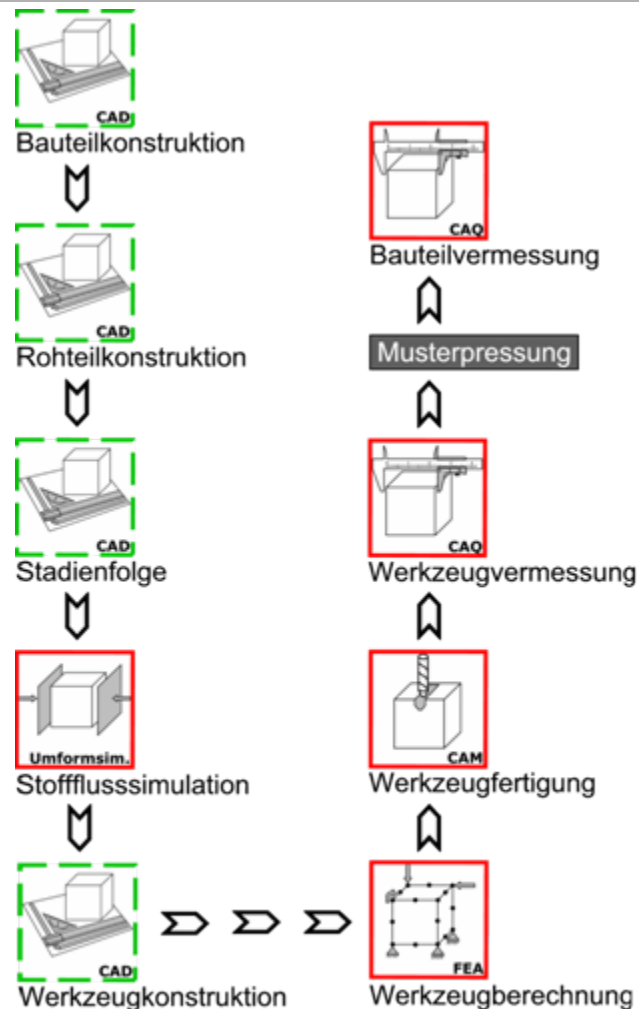 CAD
Bauteilkonstruktion
CAD
Rohteilkonstruktion
CAD
Stadienfolge
Umformsim.
Stoffflusssimulation
CAD
Werkzeugkonstruktion
FEA
Werkzeugberechnung
CAM
Werkzeugfertigung
CAQ
Werkzeugvermessung
Musterpressung
CAQ
Bauteilvermessung